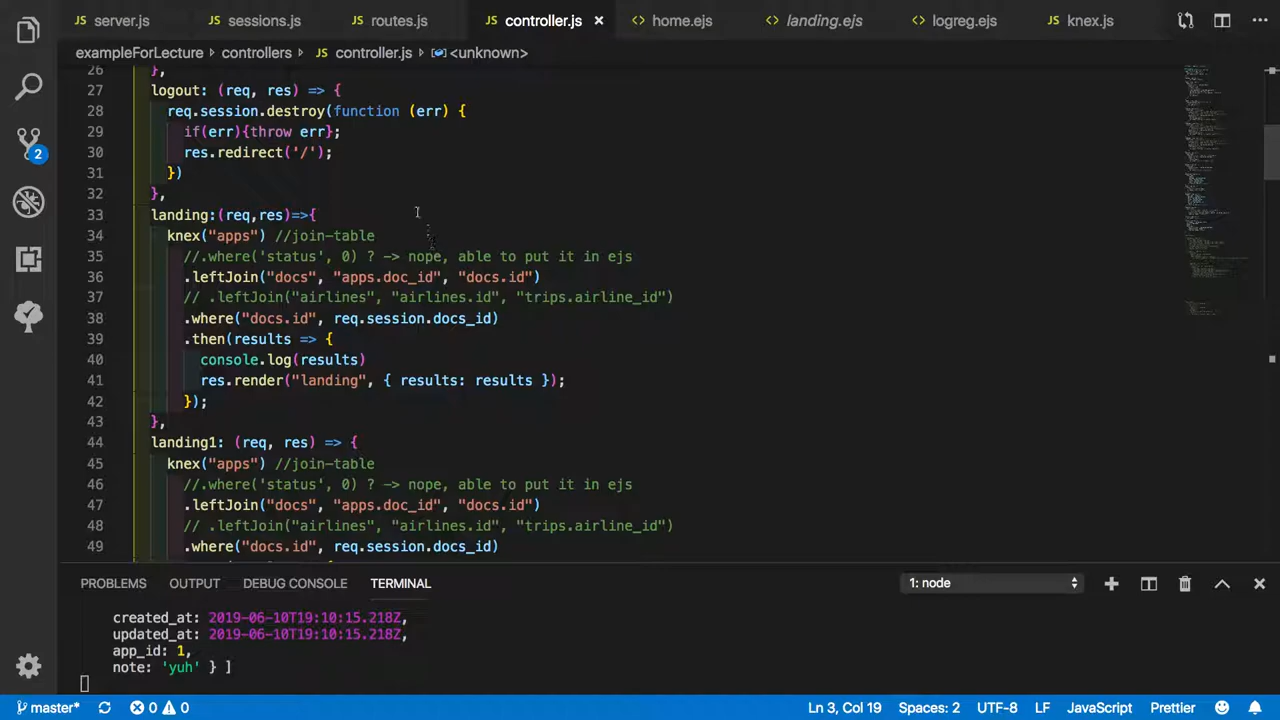 JS server.js JS sessions.js JS routes.js JS controller.js × <> home.ejs <> landing.ejs <> logreg.ejs JS knex.js
exampleForLecture › controllers › JS controller.js › <unknown>
26 },
27 logout: (req, res) => {
28 req.session.destroy(function (err) {
29 if(err){throw err};
30 res.redirect('/');
31 })
32 },
33 landing:(req,res)=>{
34 knex("apps") //join-table
35 //.where('status', 0) ? -> nope, able to put it in ejs
36 .leftJoin("docs", "apps.doc_id", "docs.id")
37 // .leftJoin("airlines", "airlines.id", "trips.airline_id")
38 .where("docs.id", req.session.docs_id)
39 .then(results => {
40 console.log(results)
41 res.render("landing", { results: results });
42 });
43 },
44 landing1: (req, res) => {
45 knex("apps") //join-table
46 //.where('status', 0) ? -> nope, able to put it in ejs
47 .leftJoin("docs", "apps.doc_id", "docs.id")
48 // .leftJoin("airlines", "airlines.id", "trips.airline_id")
49 .where("docs.id", req.session.docs_id)
2
PROBLEMS OUTPUT DEBUG CONSOLE TERMINAL 1: node
created_at: 2019-06-10T19:10:15.218Z,
updated_at: 2019-06-10T19:10:15.218Z,
app_id: 1,
note: 'yuh' } ]
master* 0 0 Ln 3, Col 19 Spaces: 2 UTF-8 LF JavaScript Prettier